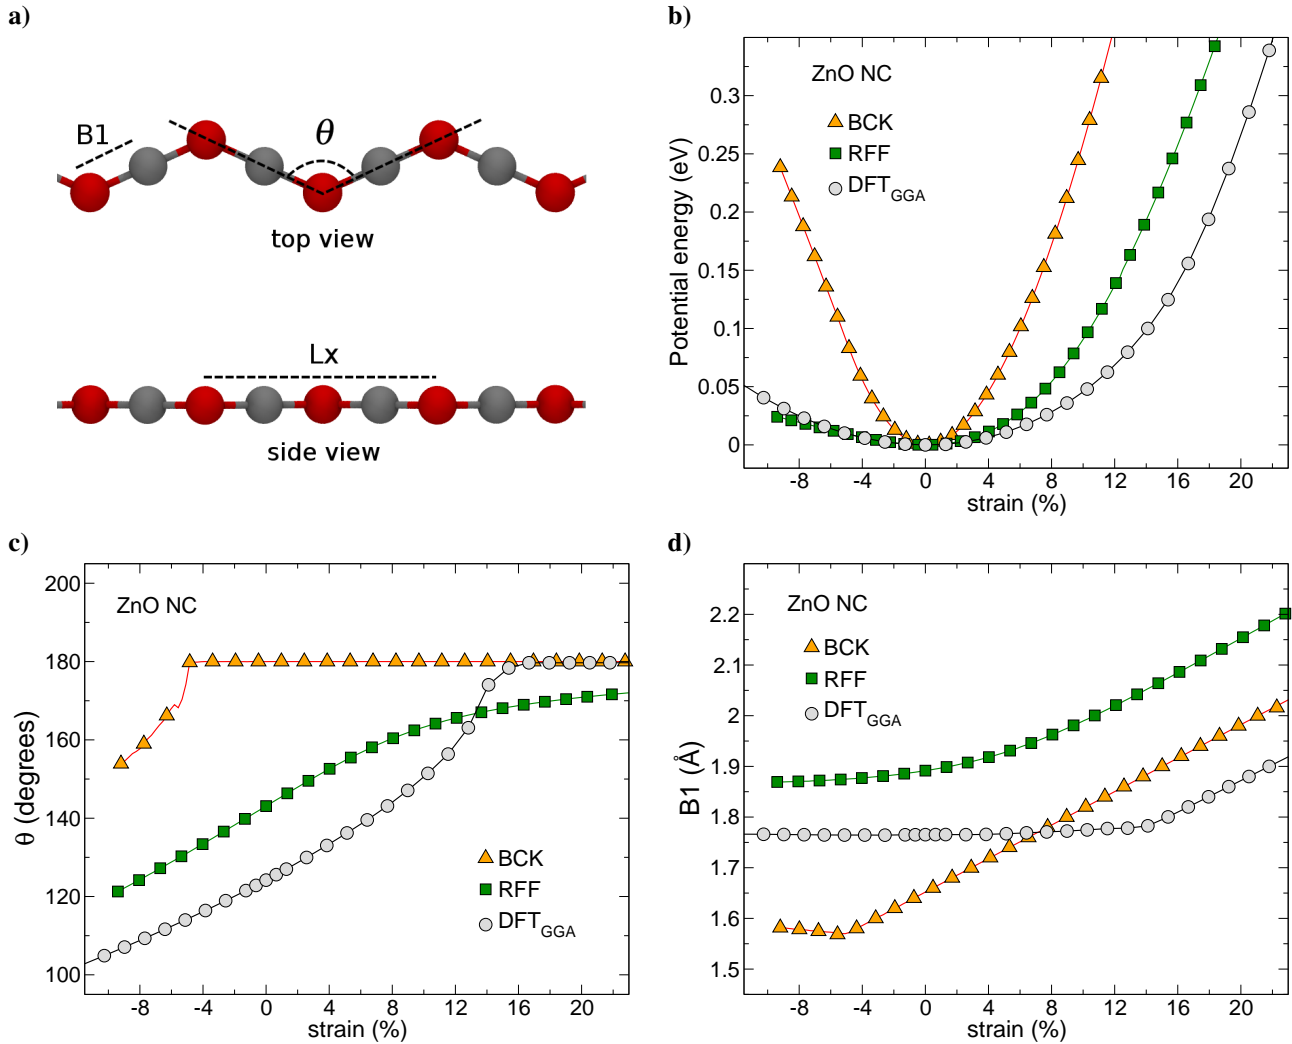 a)
B1
θ
top view
Lx
side view
b)
ZnO NC
BCK
RFF
DFT_GGA
Potential energy (eV)
0.3
0.25
0.2
0.15
0.1
0.05
0
-8 -4 0 4 8 12 16 20
strain (%)
c)
ZnO NC
θ (degrees)
200
180
160
140
120
100
BCK
RFF
DFT_GGA
-8 -4 0 4 8 12 16 20
strain (%)
d)
ZnO NC
BCK
RFF
DFT_GGA
B1 (Å)
2.2
2.1
2
1.9
1.8
1.7
1.6
1.5
-8 -4 0 4 8 12 16 20
strain (%)